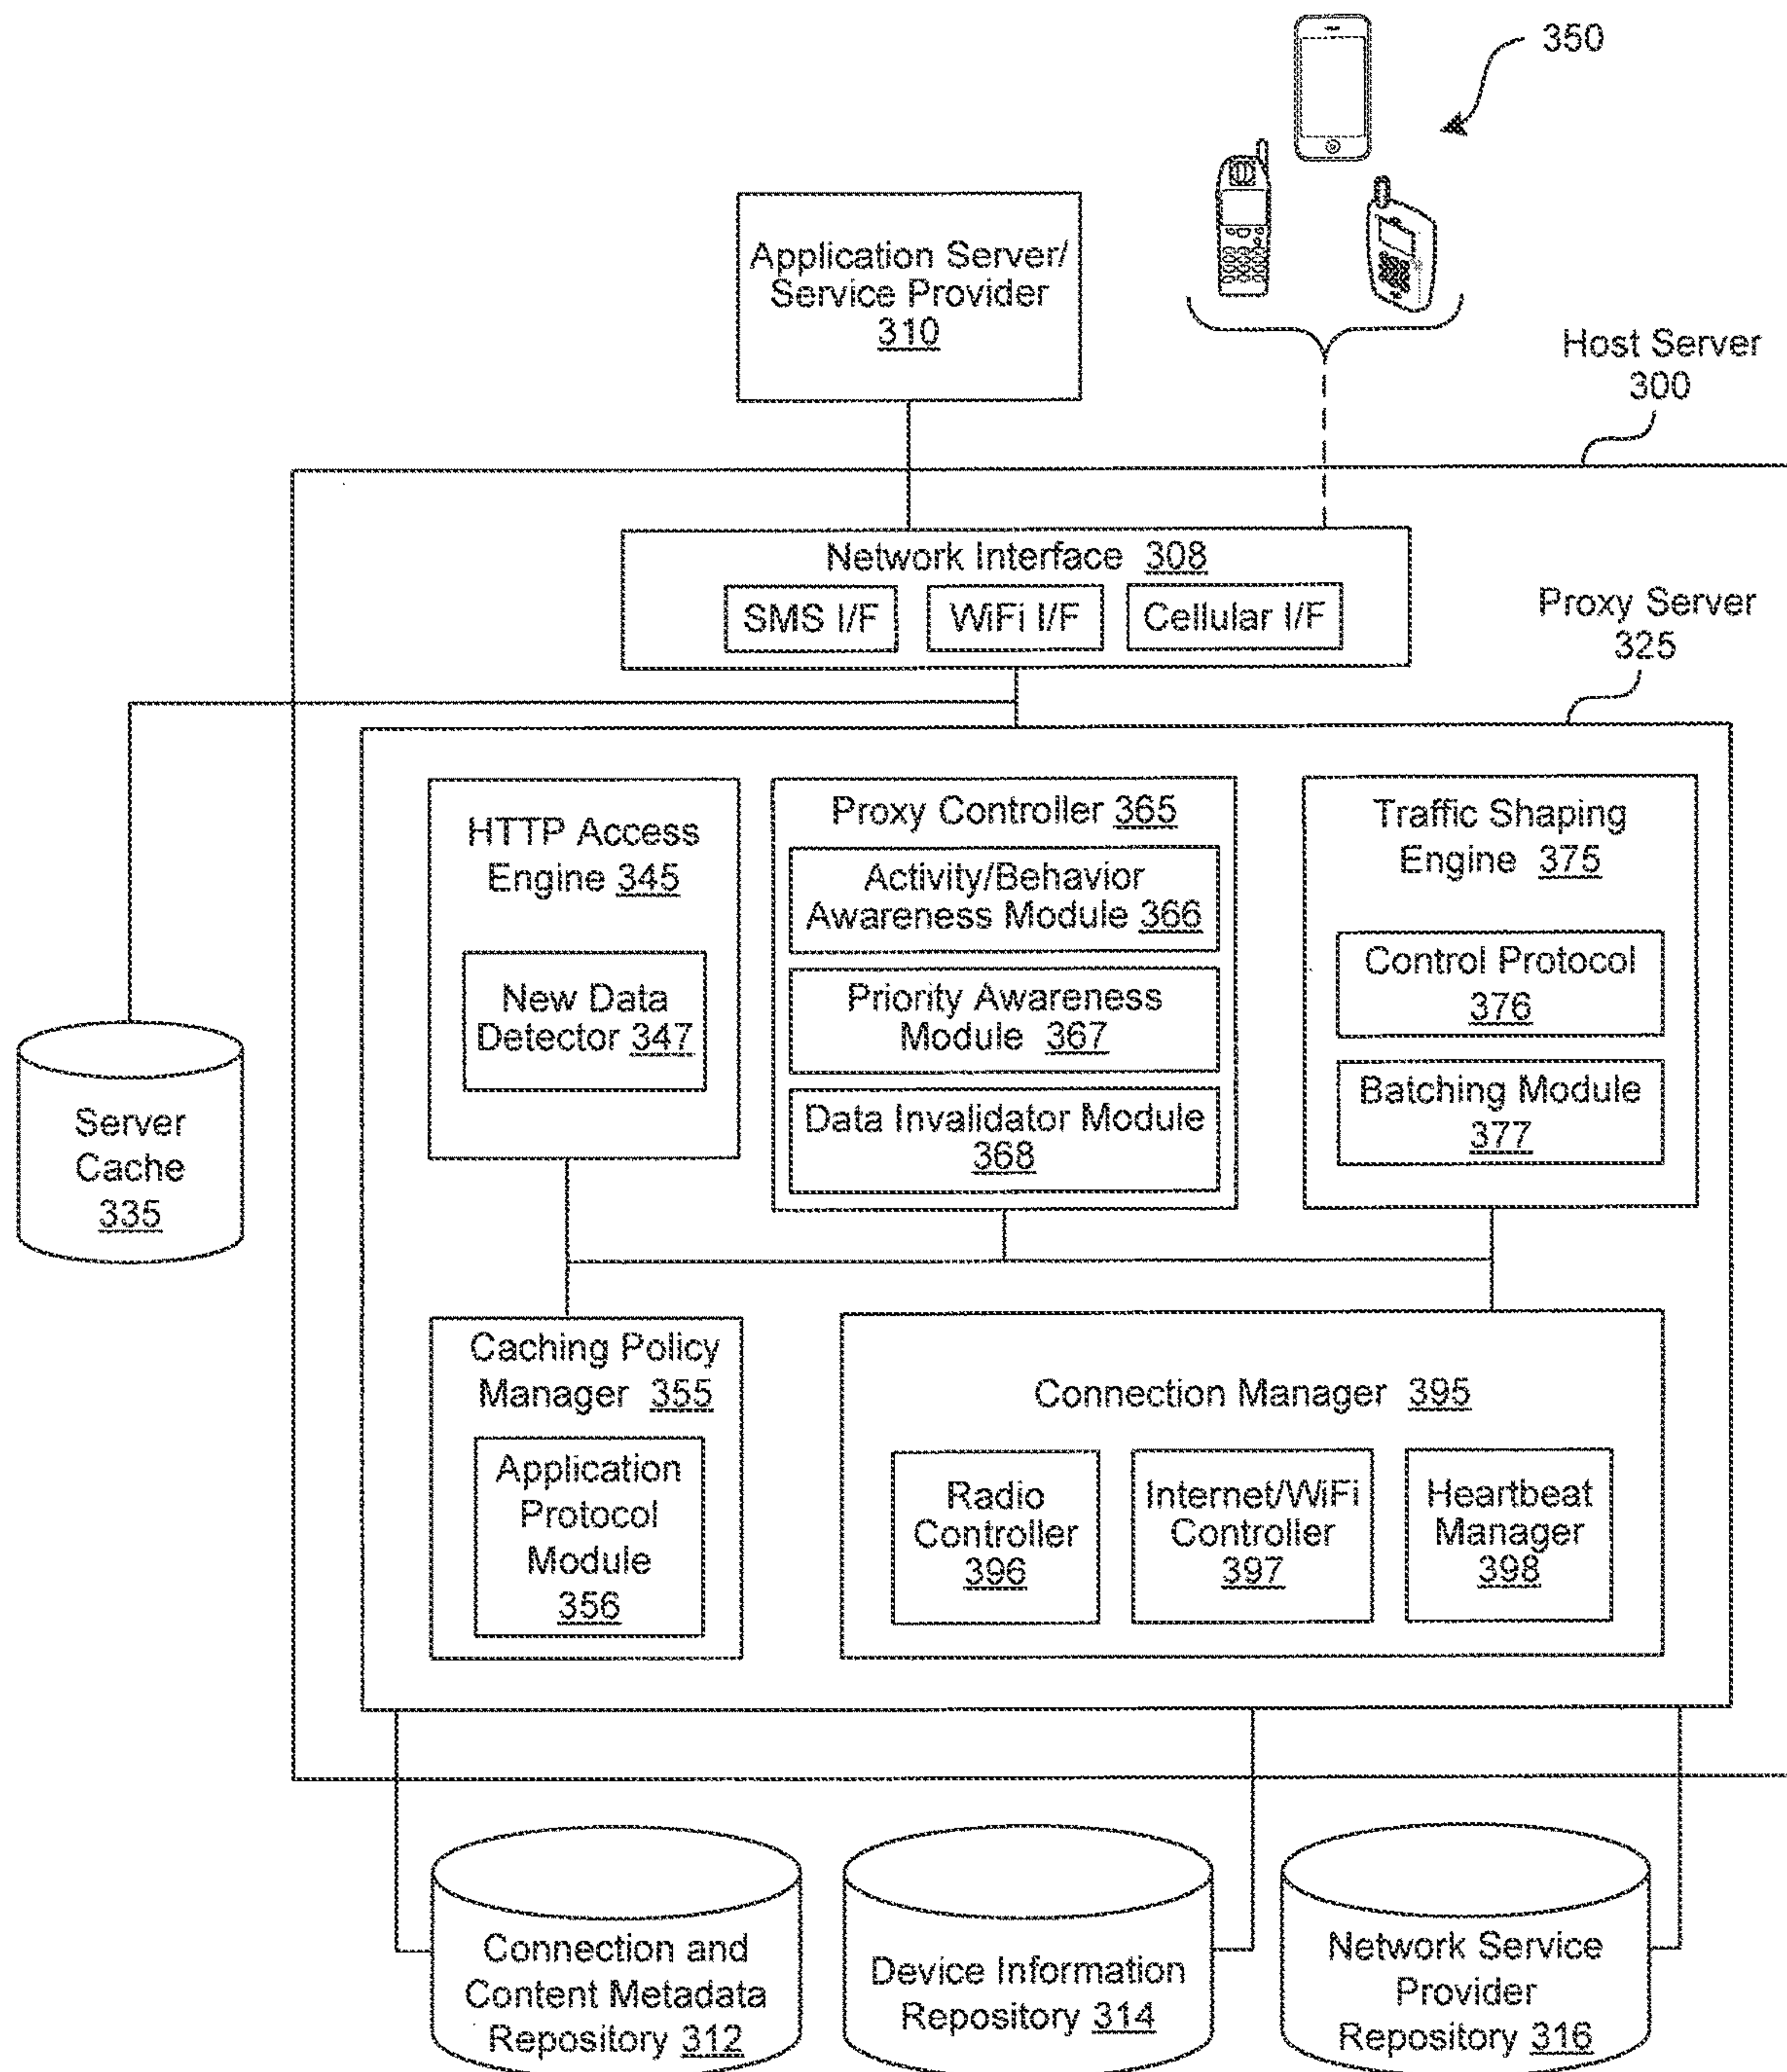 350
Application Server/
Service Provider
310
Host Server
300
Network Interface 308
SMS I/F
WiFi I/F
Cellular I/F
Proxy Server
325
HTTP Access
Engine 345
New Data
Detector 347
Proxy Controller 365
Activity/Behavior
Awareness Module 366
Priority Awareness
Module 367
Data Invalidator Module
368
Traffic Shaping
Engine 375
Control Protocol
376
Batching Module
377
Server
Cache
335
Caching Policy
Manager 355
Application
Protocol
Module
356
Connection Manager 395
Radio
Controller
396
Internet/WiFi
Controller
397
Heartbeat
Manager
398
Connection and
Content Metadata
Repository 312
Device Information
Repository 314
Network Service
Provider
Repository 316